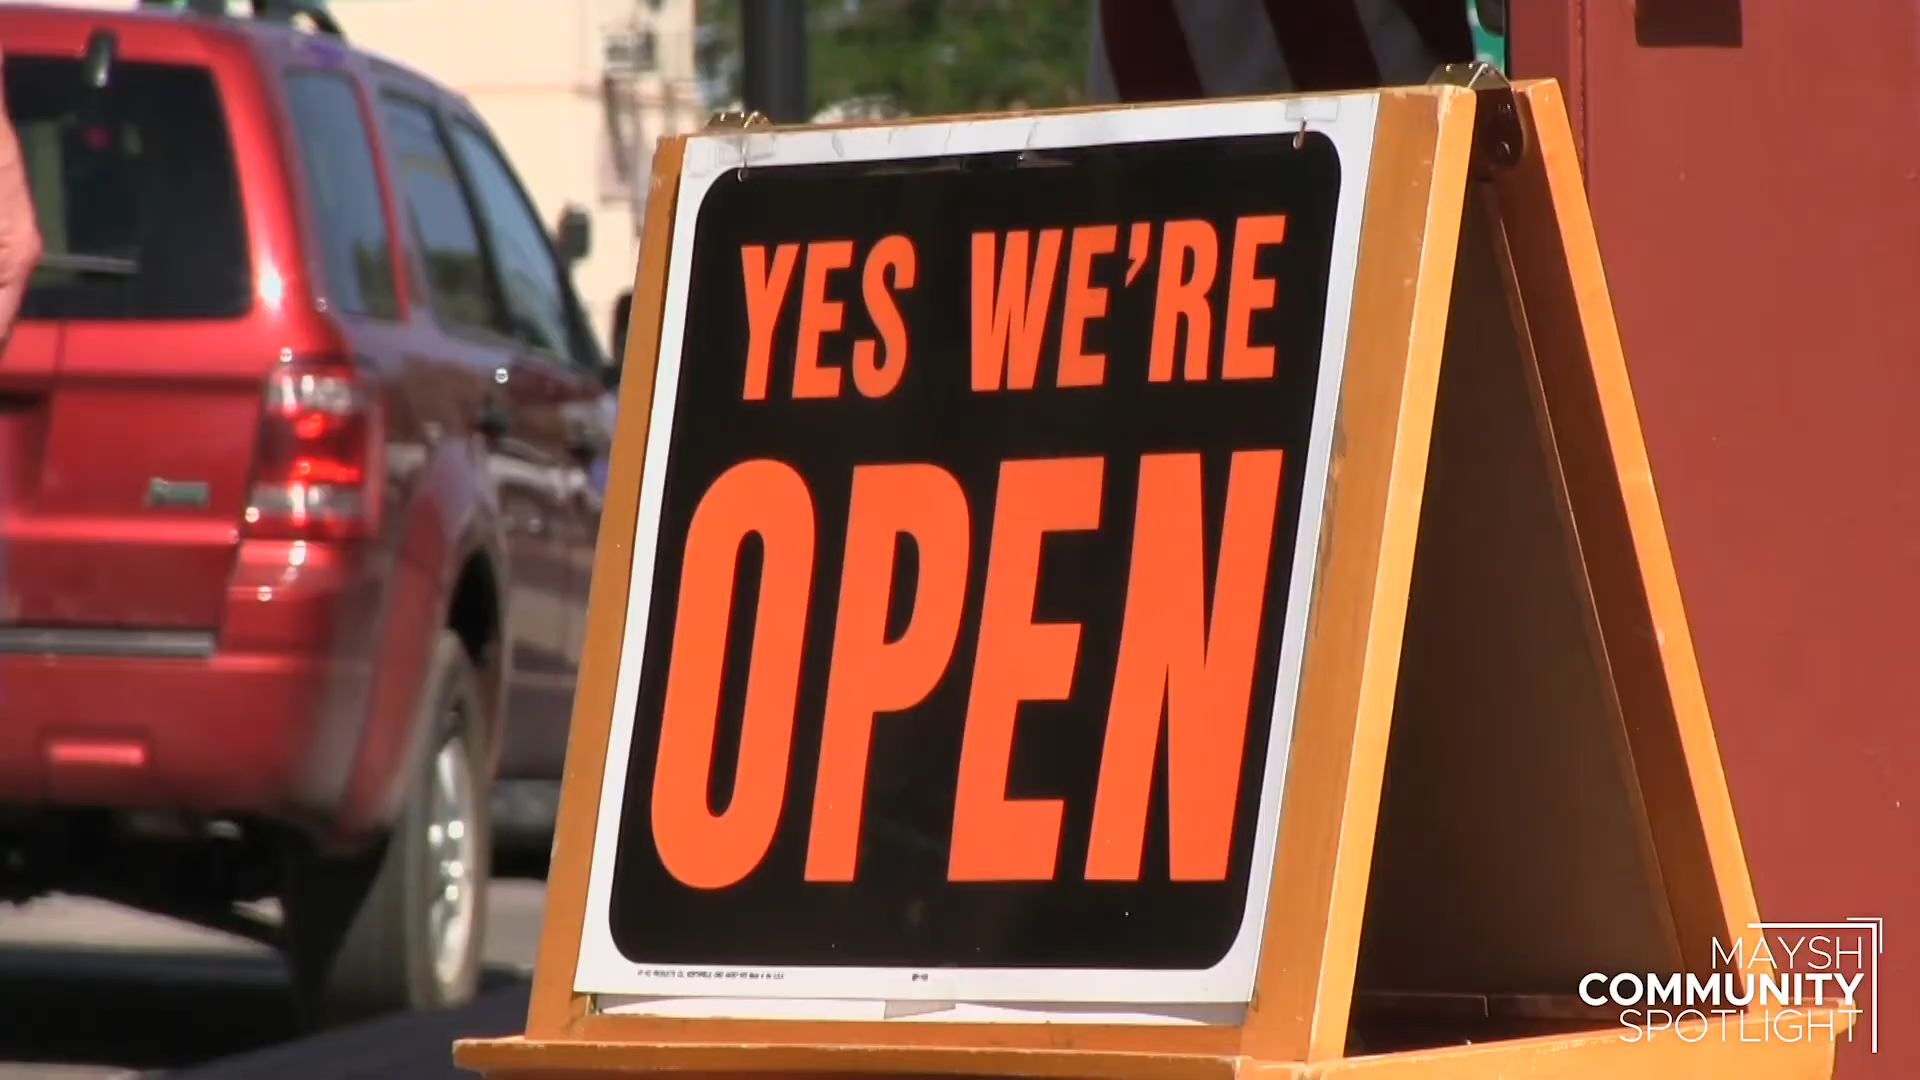 YES WE'RE
OPEN
MAYSH
COMMUNITY
SPOTLIGHT